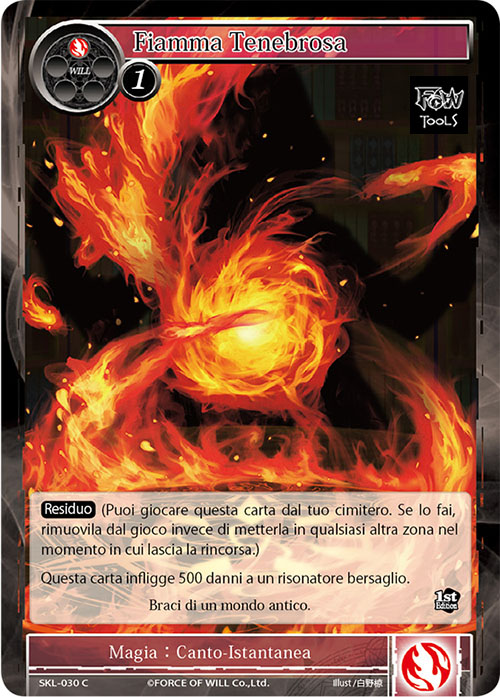 Fiamma Tenebrosa
WILL
1
FOW
TOOLS
Residuo (Puoi giocare questa carta dal tuo cimitero. Se lo fai,
rimuovila dal gioco invece di metterla in qualsiasi altra zona nel
momento in cui lascia la rincorsa.)
Questa carta infligge 500 danni a un risonatore bersaglio.
Braci di un mondo antico.
1st
Edition
Magia : Canto-Istantanea
SKL-030 C ©FORCE OF WILL Co.,Ltd. Illust /白野椋